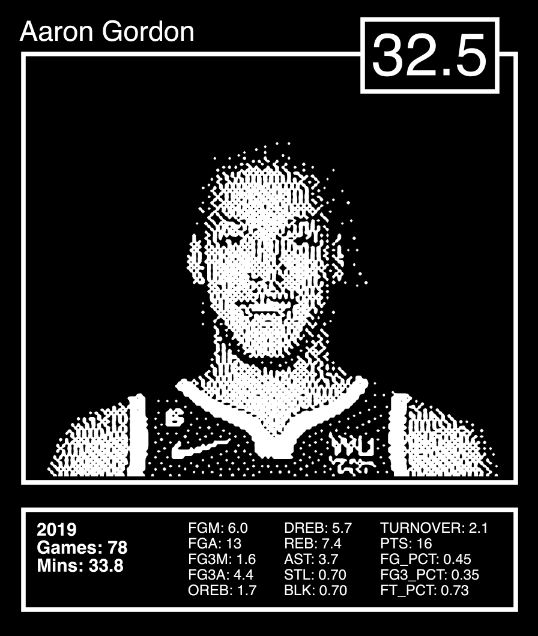 Aaron Gordon
32.5
2019
Games: 78
Mins: 33.8
FGM: 6.0
FGA: 13
FG3M: 1.6
FG3A: 4.4
OREB: 1.7
DREB: 5.7
REB: 7.4
AST: 3.7
STL: 0.70
BLK: 0.70
TURNOVER: 2.1
PTS: 16
FG_PCT: 0.45
FG3_PCT: 0.35
FT_PCT: 0.73